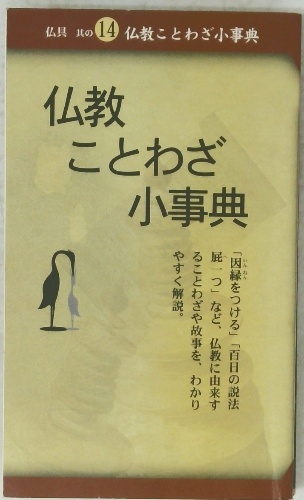 仏具 其の14 仏教ことわざ小事典
仏教
ことわざ
小事典
「因縁をつける」「百日の説法
屁一つ」など、仏教に由来す
ることわざや故事を、わかり
やすく解説。